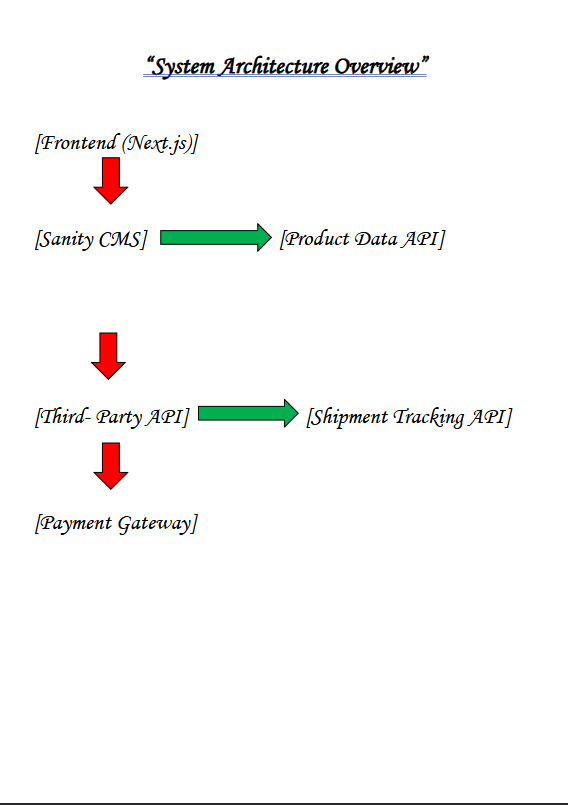 “System Architecture Overview”
[Frontend (Next.js)]
[Sanity CMS] [Product Data API]
[Third- Party API] [Shipment Tracking API]
[Payment Gateway]